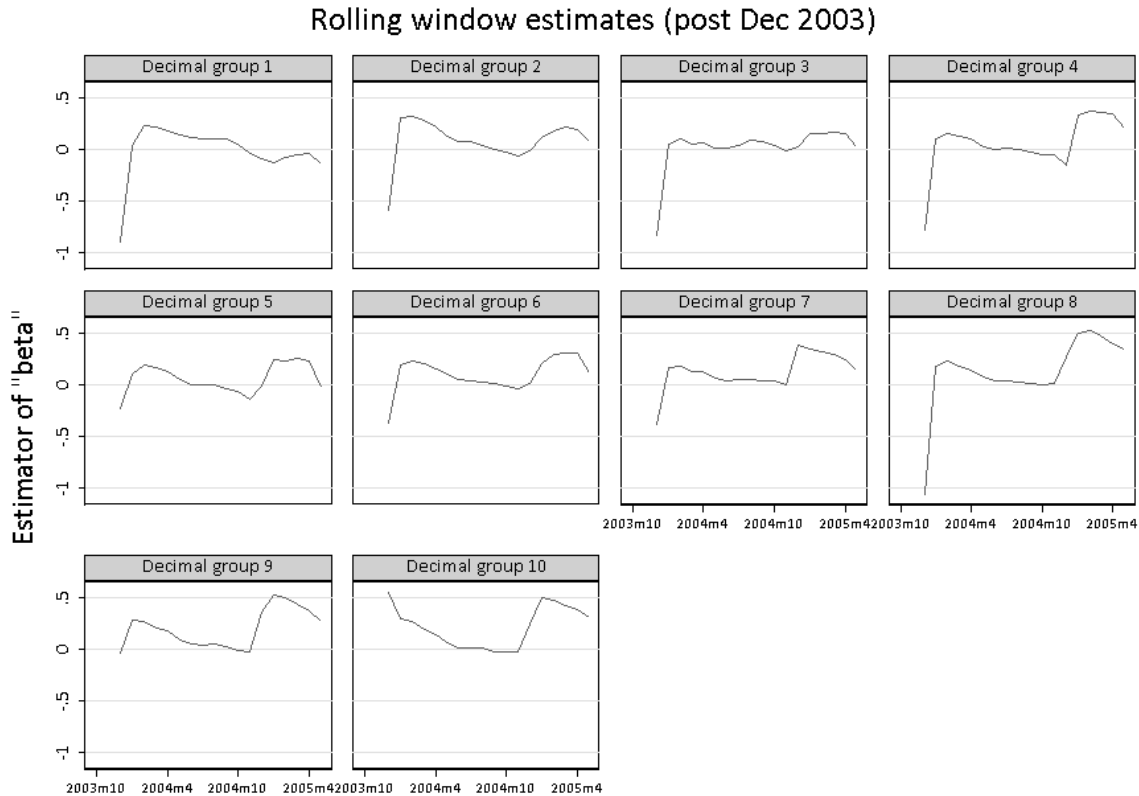 Rolling window estimates (post Dec 2003)
Decimal group 1 Decimal group 2 Decimal group 3 Decimal group 4
.5
0
-.5
-1
Decimal group 5 Decimal group 6 Decimal group 7 Decimal group 8
.5
0
-.5
-1
Estimator of "beta"
2003m10 2004m4 2004m10 2005m4 2003m10 2004m4 2004m10 2005m4
Decimal group 9 Decimal group 10
.5
0
-.5
-1
2003m10 2004m4 2004m10 2005m4 2003m10 2004m4 2004m10 2005m4